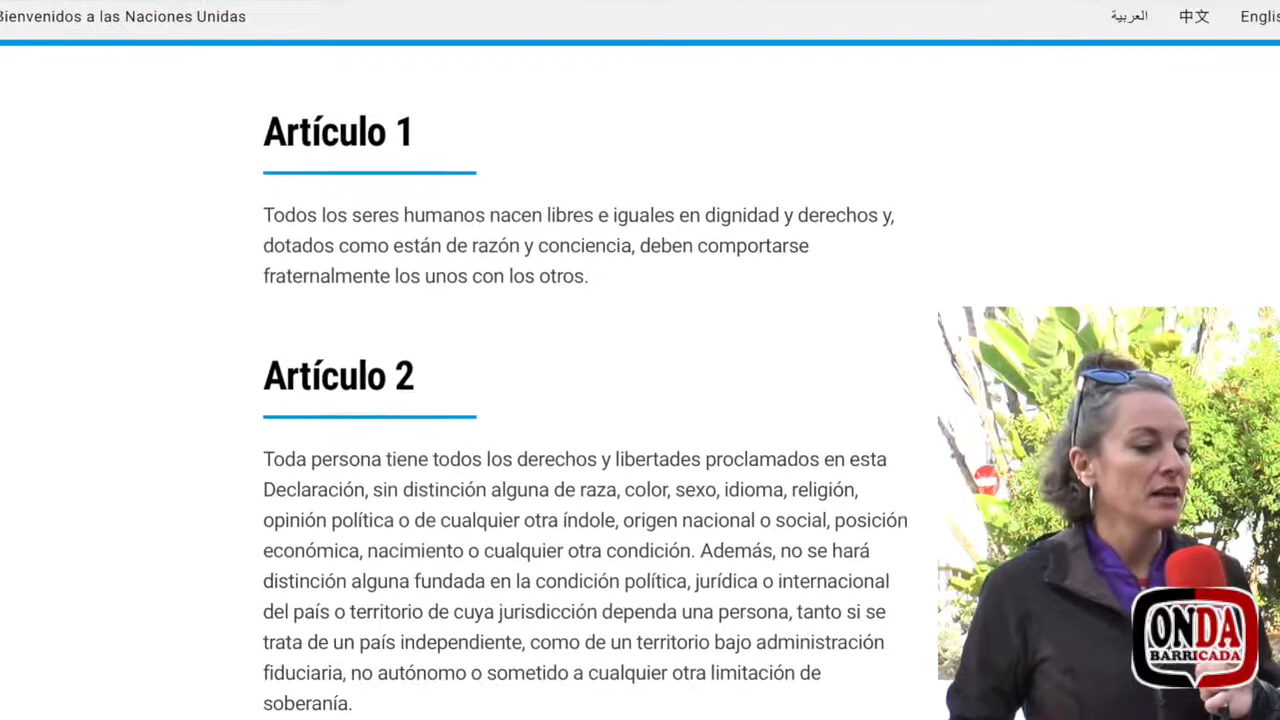 Bienvenidos a las Naciones Unidas
العربية
中文
Artículo 1
Todos los seres humanos nacen libres e iguales en dignidad y derechos y,
dotados como están de razón y conciencia, deben comportarse
fraternalmente los unos con los otros.
Artículo 2
Toda persona tiene todos los derechos y libertades proclamados en esta
Declaración, sin distinción alguna de raza, color, sexo, idioma, religión,
opinión política o de cualquier otra índole, origen nacional o social, posición
económica, nacimiento o cualquier otra condición. Además, no se hará
distinción alguna fundada en la condición política, jurídica o internacional
del país o territorio de cuya jurisdicción dependa una persona, tanto si se
trata de un país independiente, como de un territorio bajo administración
fiduciaria, no autónomo o sometido a cualquier otra limitación de
soberanía.
ONDA
BARRICADA